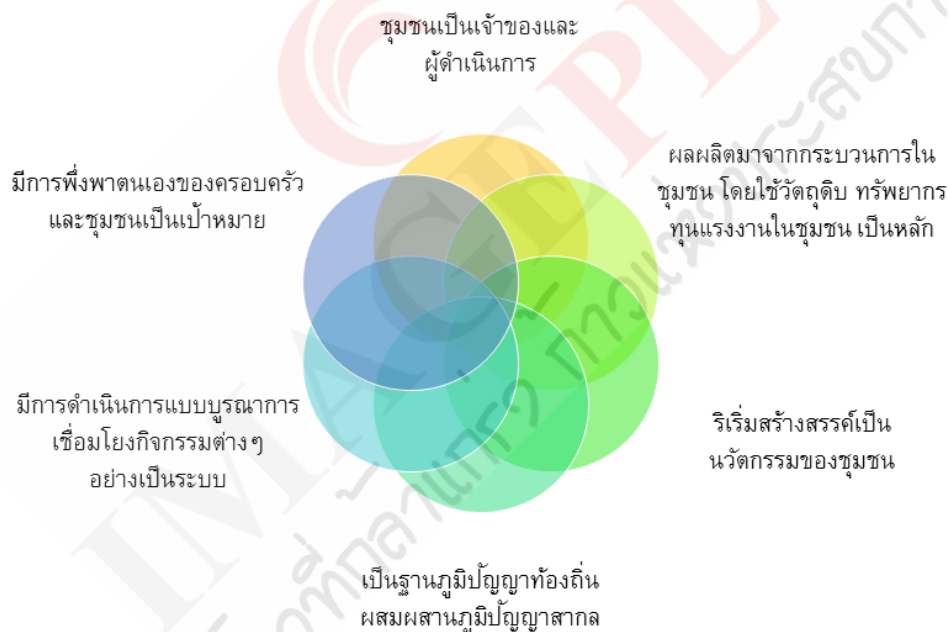 ชุมชนเป็นเจ้าของและ
ผู้ดำเนินการ
ผลผลิตมาจากกระบวนการใน
ชุมชน โดยใช้วัตถุดิบ ทรัพยากร
ทุนแรงงานในชุมชน เป็นหลัก
ริเริ่มสร้างสรรค์เป็น
นวัตกรรมของชุมชน
เป็นฐานภูมิปัญญาท้องถิ่น
ผสมผสานภูมิปัญญาสากล
มีการดำเนินการแบบบูรณาการ
เชื่อมโยงกิจกรรมต่างๆ
อย่างเป็นระบบ
มีการพึ่งพาตนเองของครอบครัว
และชุมชนเป็นเป้าหมาย